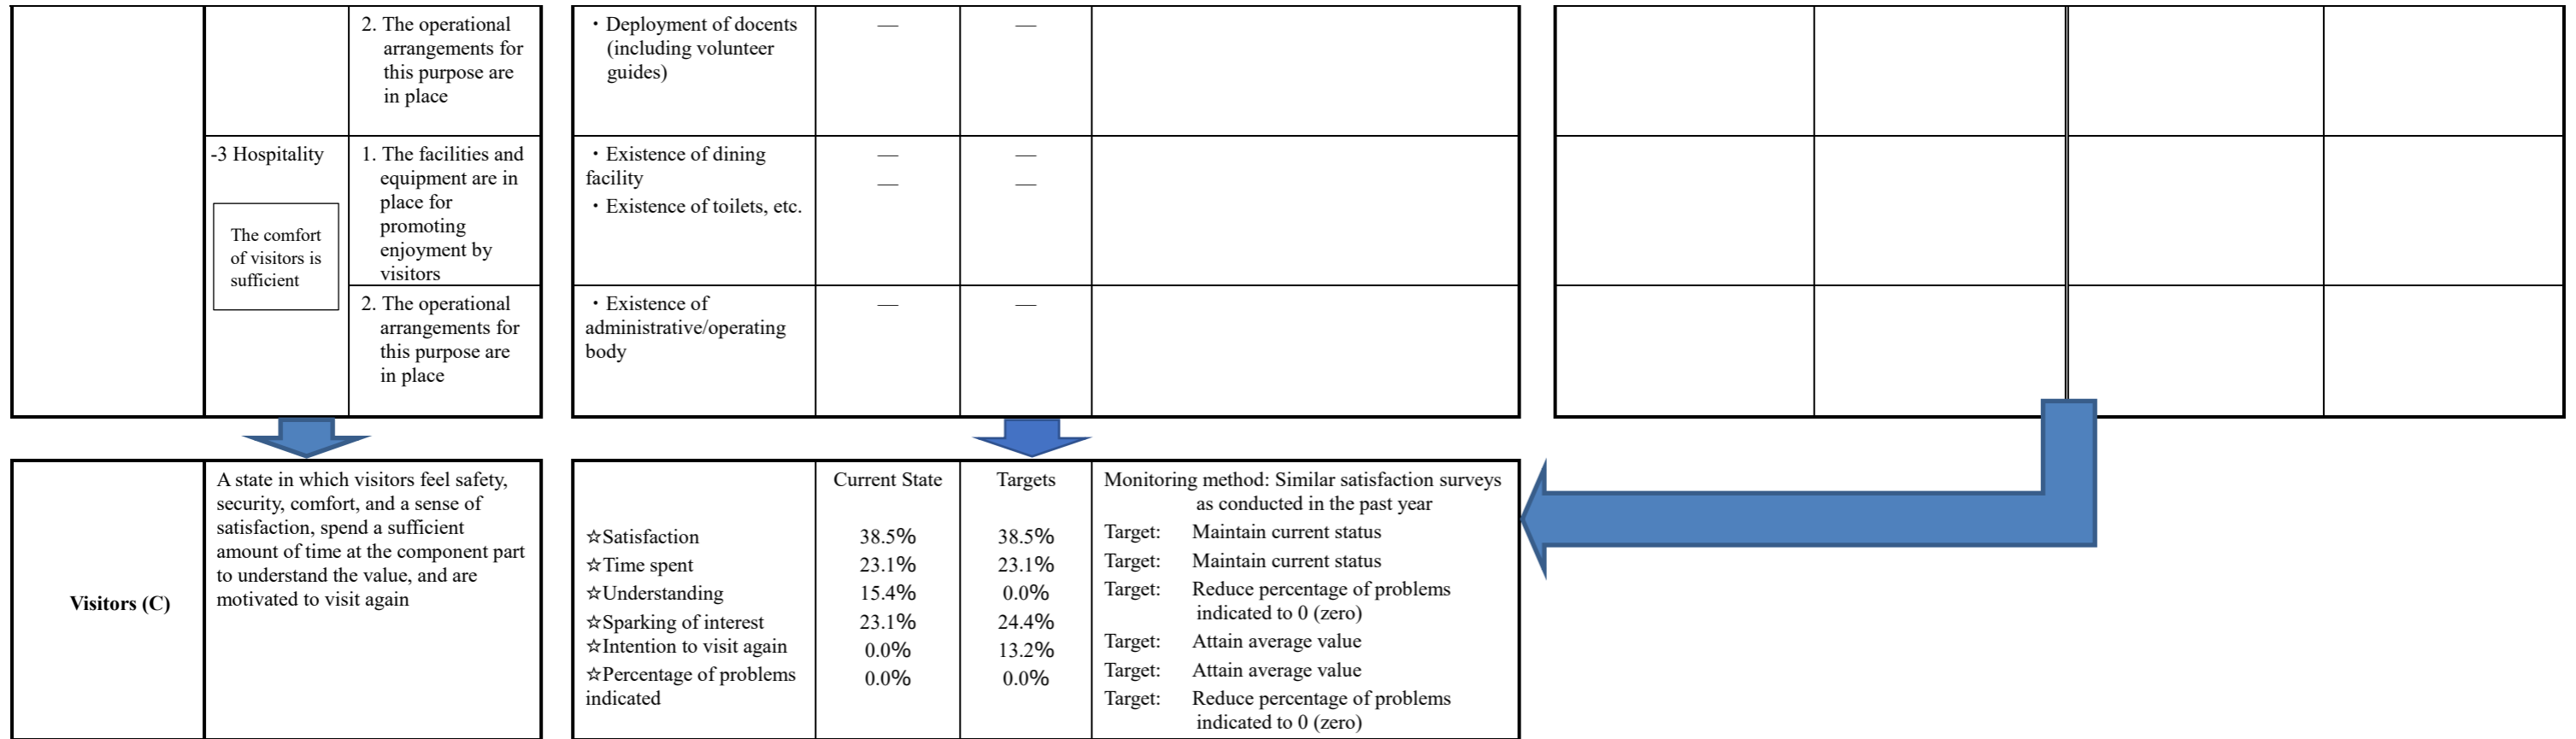 2. The operational
arrangements for
this purpose are
in place
・Deployment of docents
(including volunteer
guides)
— —
-3 Hospitality
The comfort
of visitors is
sufficient
1. The facilities and
equipment are in
place for
promoting
enjoyment by
visitors
・Existence of dining
facility
・Existence of toilets, etc.
— —
— —
2. The operational
arrangements for
this purpose are
in place
・Existence of
administrative/operating
body
— —
Visitors (C)
A state in which visitors feel safety,
security, comfort, and a sense of
satisfaction, spend a sufficient
amount of time at the component part
to understand the value, and are
motivated to visit again
Current State Targets
☆Satisfaction 38.5% 38.5%
☆Time spent 23.1% 23.1%
☆Understanding 15.4% 0.0%
☆Sparking of interest 23.1% 24.4%
☆Intention to visit again 0.0% 13.2%
☆Percentage of problems 0.0% 0.0%
indicated
Monitoring method: Similar satisfaction surveys
as conducted in the past year
Target: Maintain current status
Target: Maintain current status
Target: Reduce percentage of problems
indicated to 0 (zero)
Target: Attain average value
Target: Attain average value
Target: Reduce percentage of problems
indicated to 0 (zero)